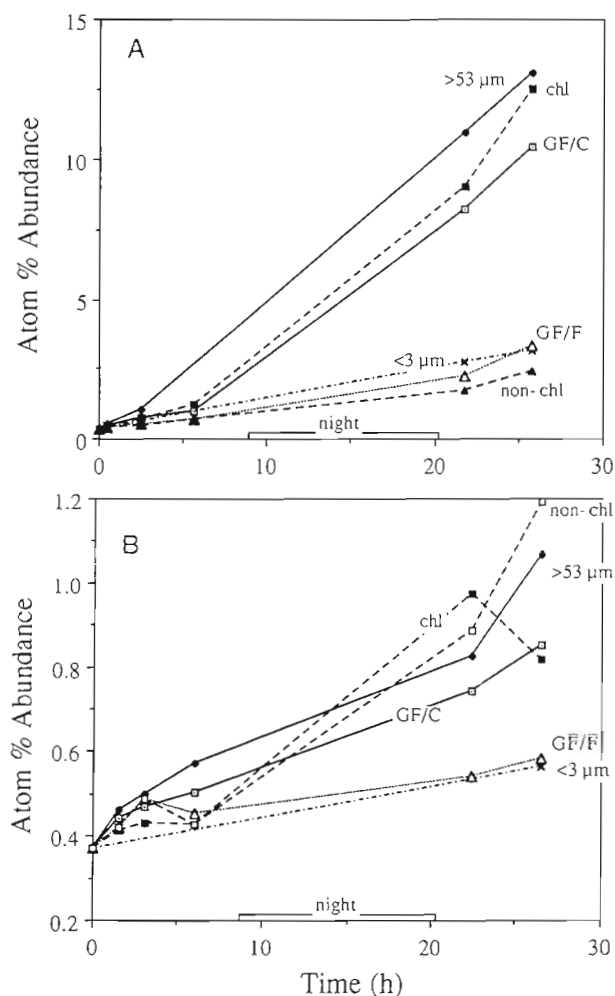 A
15
10
5
0
Atom % Abundance
>53 µm
chl
GF/C
GF/F
<3 µm
non-chl
night
0
10
20
30
B
1.2
1.0
0.8
0.6
0.4
0.2
Atom % Abundance
non-chl
>53 µm
chl
GF/C
GF/F
<3 µm
night
0
10
20
30
Time (h)